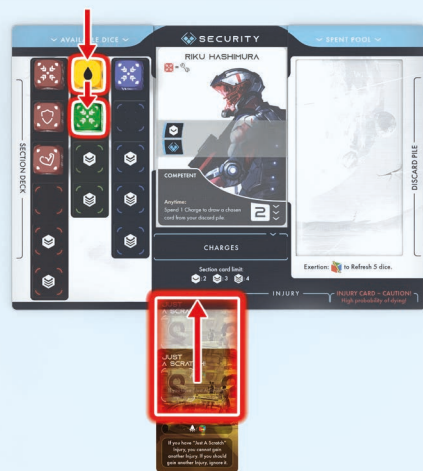 AVAILABLE DICE
SECURITY
SPENT PODS
RIKU HASHIMURA
SECTION DECK
DISCARD PILE
COMPETENT
Anytime:
Spend 1 Charge to draw a chosen
card from your discard pile.
2
CHARGES
Section card limit:
:2 :3 :4
Exertion: to Refresh 5 dice.
INJURY
INJURY CARD – CAUTION!
High probability of dying!
A SCRATCH
JUST
A SCRATCH
If you have "Just A Scratch"
Injury, you cannot gain
another Injury. If you should
gain another Injury, ignore it.